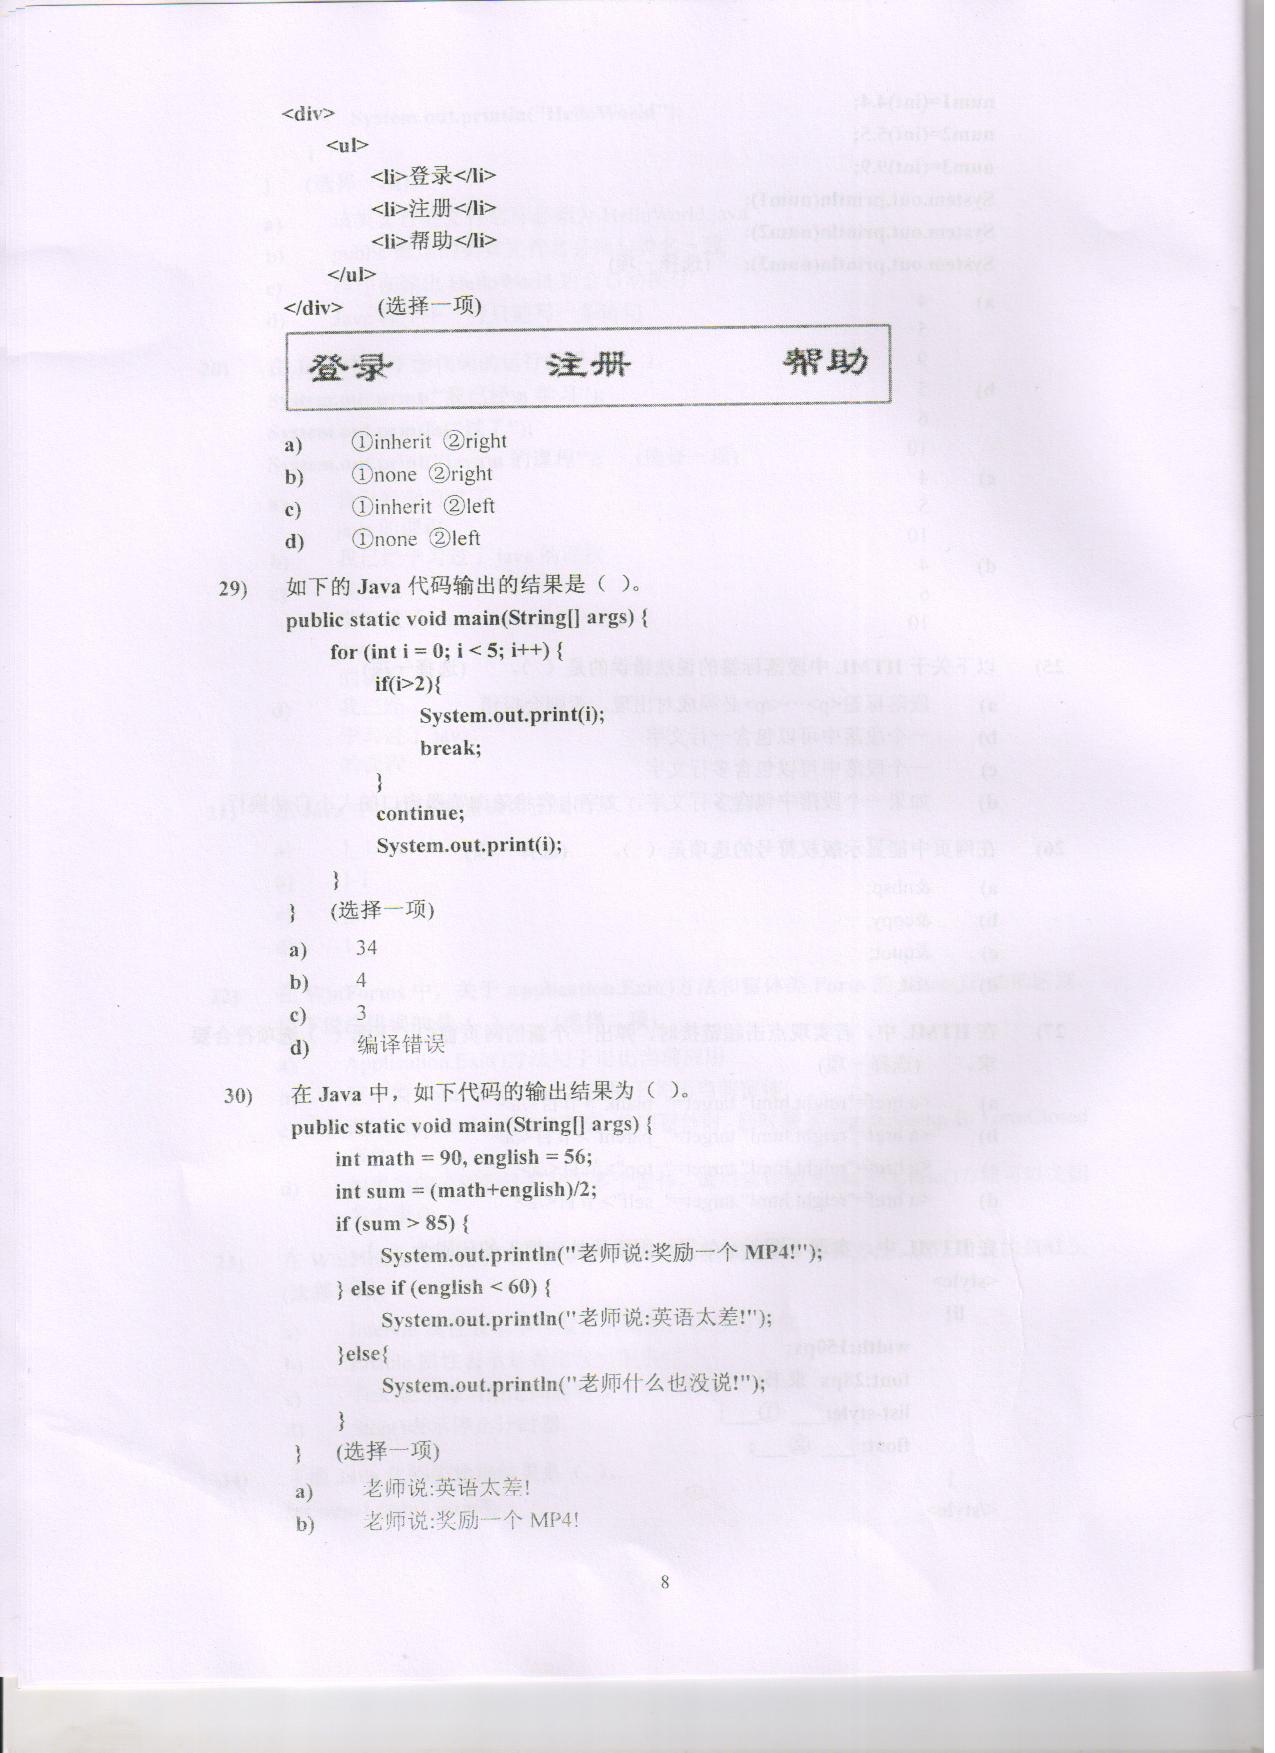 <div>
<ul>
<li>登录</li>
<li>注册</li>
<li>帮助</li>
</ul>
</div> (选择一项)
登录 注册 帮助
a) ①inherit ②right
b) ①none ②right
c) ①inherit ②left
d) ①none ②left
29) 如下的 Java 代码输出的结果是（ ）。
public static void main(String[] args) {
for (int i = 0; i < 5; i++) {
if(i>2){
System.out.print(i);
break;
}
continue;
System.out.print(i);
}
} (选择一项)
a) 34
b) 4
c) 3
d) 编译错误
30) 在 Java 中，如下代码的输出结果为（ ）。
public static void main(String[] args) {
int math = 90, english = 56;
int sum = (math+english)/2;
if (sum > 85) {
System.out.println("老师说:奖励一个 MP4!");
} else if (english < 60) {
System.out.println("老师说:英语太差!");
}else{
System.out.println("老师什么也没说!");
}
} (选择一项)
a) 老师说:英语太差!
b) 老师说:奖励一个 MP4!
8